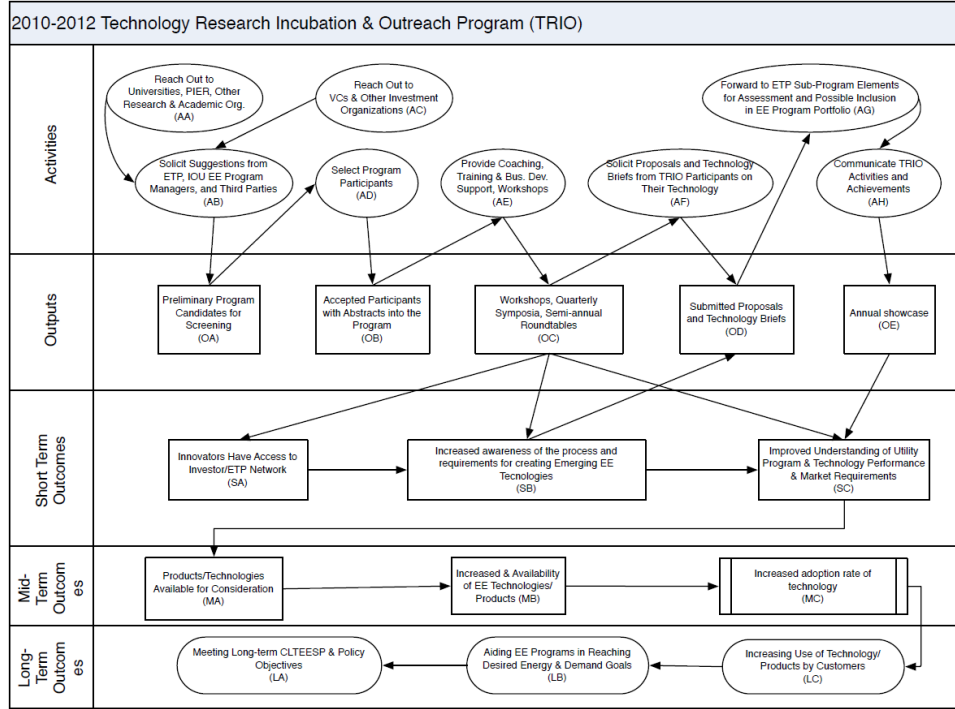 2010-2012 Technology Research Incubation & Outreach Program (TRIO)
Activities
Reach Out to
Universities, PIER, Other
Research & Academic Org.
(AA)
Reach Out to
VCs & Other Investment
Organizations (AC)
Forward to ETP Sub-Program Elements
for Assessment and Possible Inclusion
in EE Program Portfolio (AG)
Solicit Suggestions from
ETP, IOU EE Program
Managers, and Third Parties
(AB)
Select Program
Participants
(AD)
Provide Coaching,
Training & Bus. Dev.
Support, Workshops
(AE)
Solicit Proposals and Technology
Briefs from TRIO Participants on
Their Technology
(AF)
Communicate TRIO
Activities and
Achievements
(AH)
Outputs
Preliminary Program
Candidates for
Screening
(OA)
Accepted Participants
with Abstracts into the
Program
(OB)
Workshops, Quarterly
Symposia, Semi-annual
Roundtables
(OC)
Submitted Proposals
and Technology Briefs
(OD)
Annual showcase
(OE)
Short Term
Outcomes
Innovators Have Access to
Investor/ETP Network
(SA)
Increased awareness of the process and
requirements for creating Emerging EE
Tecnologies
(SB)
Improved Understanding of Utility
Program & Technology Performance
& Market Requirements
(SC)
Mid-
Term
Outcom
es
Products/Technologies
Available for Consideration
(MA)
Increased & Availability
of EE Technologies/
Products (MB)
Increased adoption rate of
technology
(MC)
Long-
Term
Outcom
es
Meeting Long-term CLTEESP & Policy
Objectives
(LA)
Aiding EE Programs in Reaching
Desired Energy & Demand Goals
(LB)
Increasing Use of Technology/
Products by Customers
(LC)